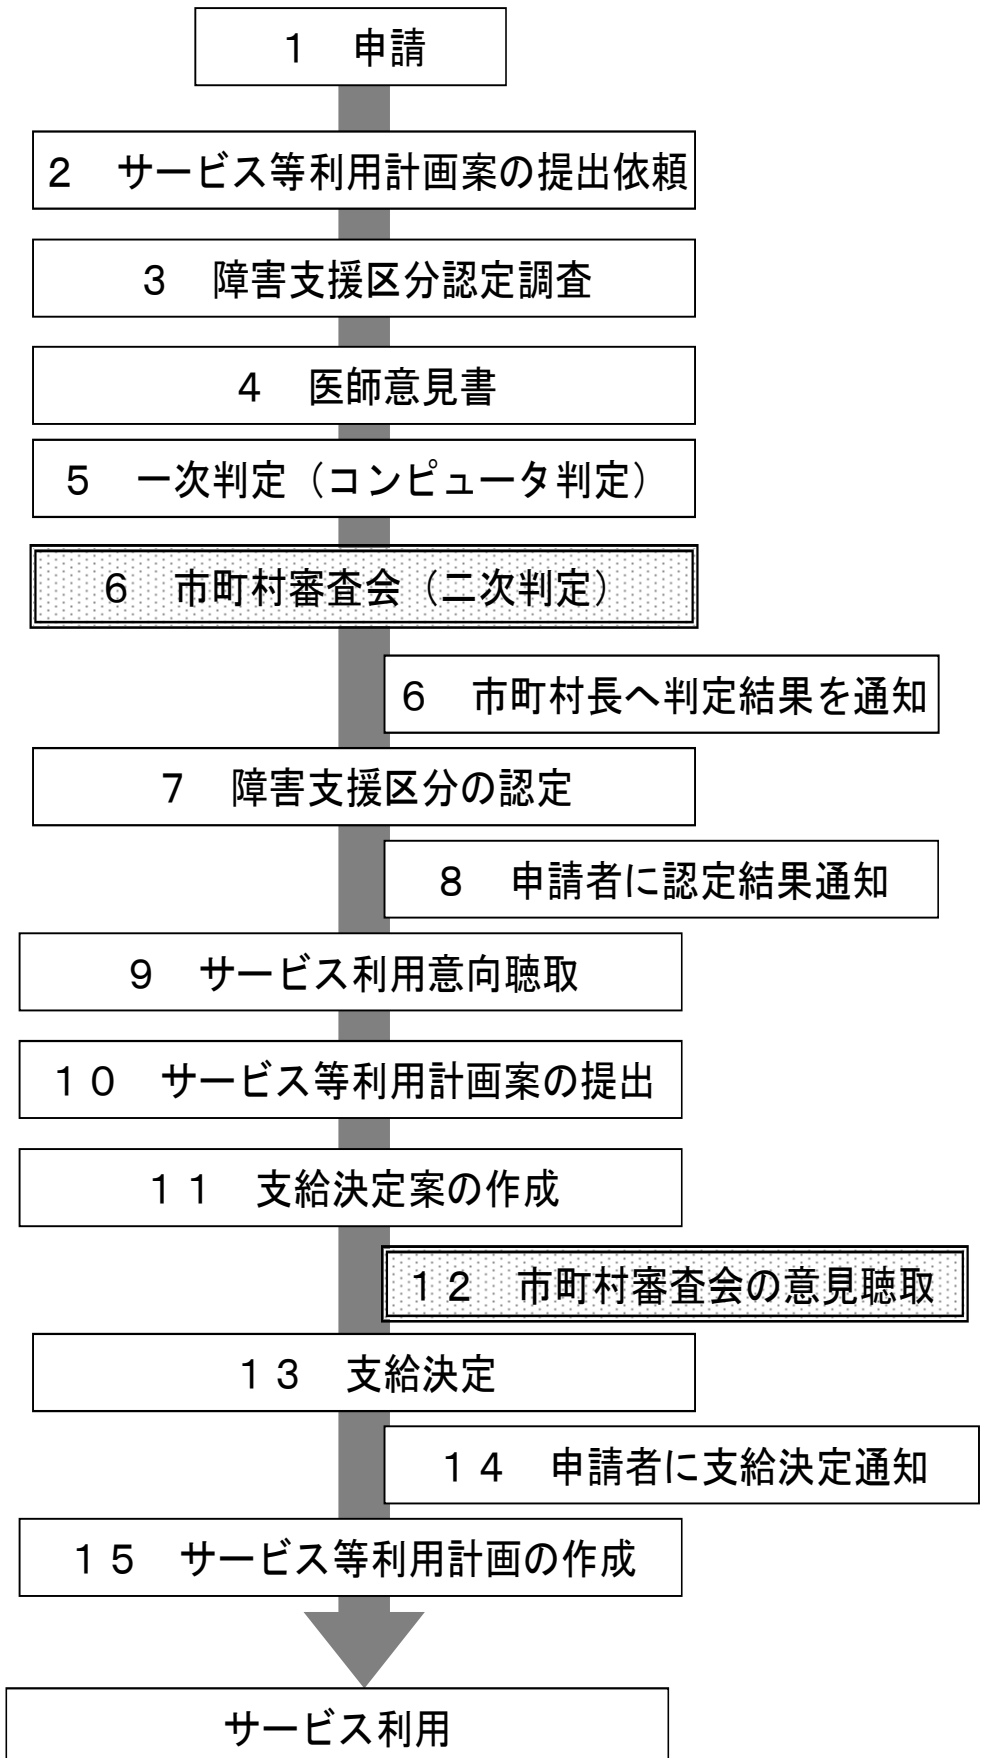 １　申請
２　サービス等利用計画案の提出依頼
３　障害支援区分認定調査
４　医師意見書
５　一次判定（コンピュータ判定）
６　市町村審査会（二次判定）
６　市町村長へ判定結果を通知
７　障害支援区分の認定
８　申請者に認定結果通知
９　サービス利用意向聴取
１０　サービス等利用計画案の提出
１１　支給決定案の作成
１２　市町村審査会の意見聴取
１３　支給決定
１４　申請者に支給決定通知
１５　サービス等利用計画の作成
サービス利用